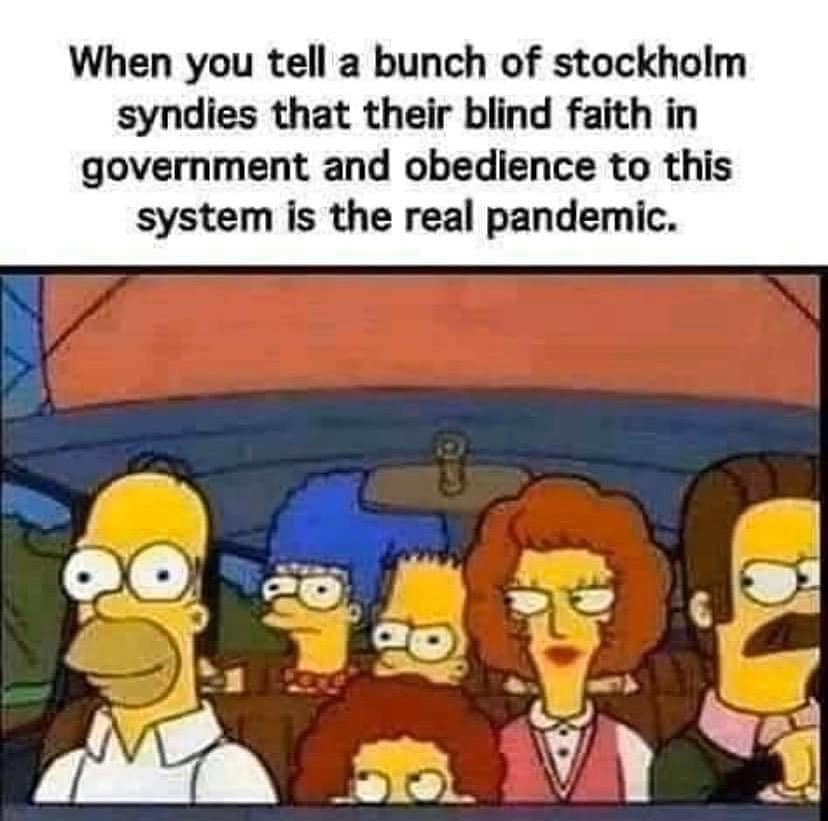 When you tell a bunch of stockholm
syndies that their blind faith in
government and obedience to this
system is the real pandemic.